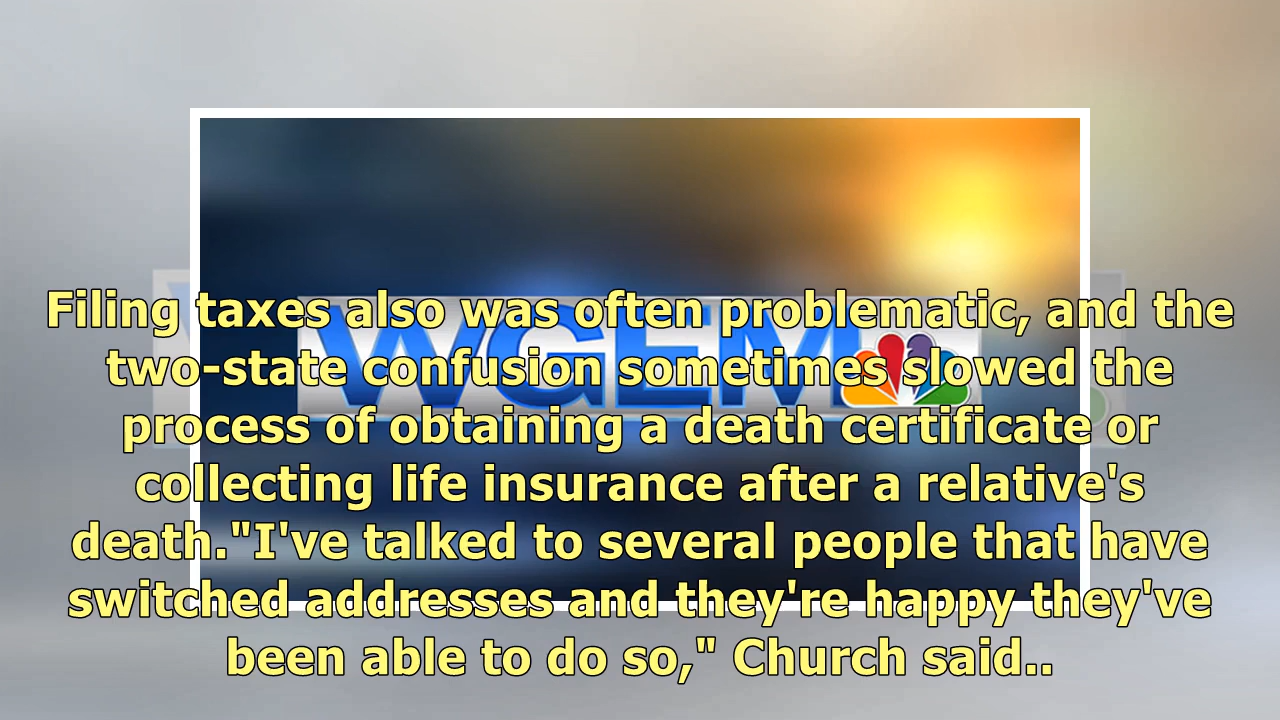 Filing taxes also was often problematic, and the
two-state confusion sometimes slowed the
process of obtaining a death certificate or
collecting life insurance after a relative's
death."I've talked to several people that have
switched addresses and they're happy they've
been able to do so," Church said..
WGEM